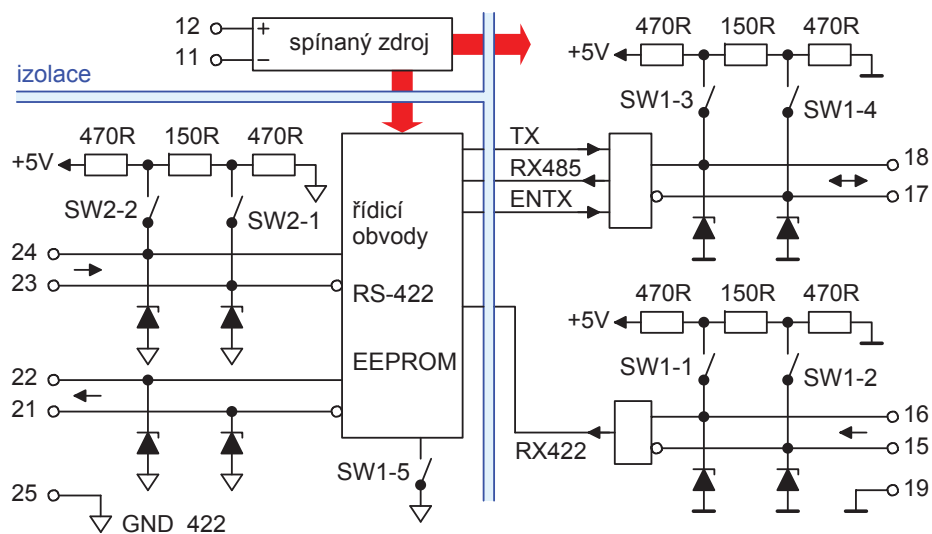 12
+
11
−
spínaný zdroj
izolace
470R 150R 470R
+5V
SW1-3
SW1-4
TX
RX485
ENTX
18
17
470R 150R 470R
+5V
SW2-2
SW2-1
24
23
řídicí
obvody
RS-422
EEPROM
22
21
SW1-5
25
GND 422
470R 150R 470R
+5V
SW1-1
SW1-2
RX422
16
15
19